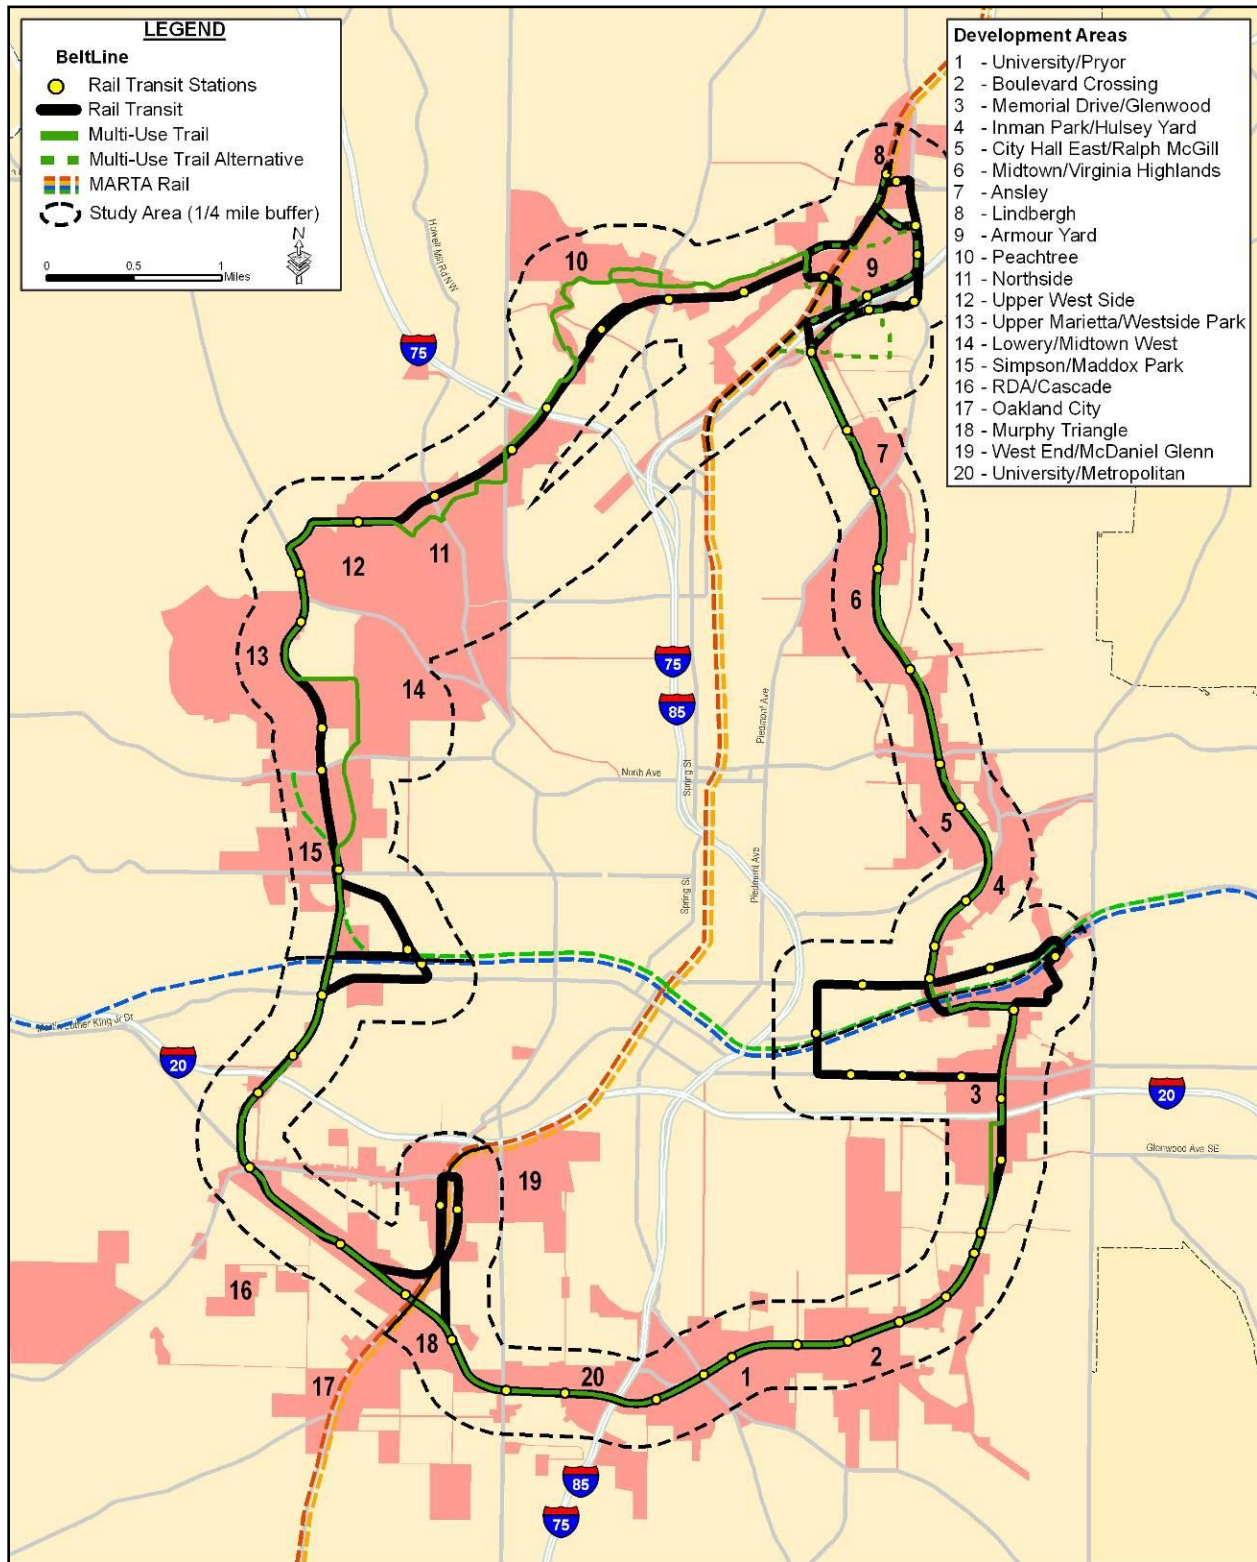 LEGEND
BeltLine
Rail Transit Stations
Rail Transit
Multi-Use Trail
Multi-Use Trail Alternative
MARTA Rail
Study Area (1/4 mile buffer)
N
0 0.5 1
Miles
Development Areas
1 - University/Pryor
2 - Boulevard Crossing
3 - Memorial Drive/Glenwood
4 - Inman Park/Hulsey Yard
5 - City Hall East/Ralph McGill
6 - Midtown/Virginia Highlands
7 - Ansley
8 - Lindbergh
9 - Armour Yard
10 - Peachtree
11 - Northside
12 - Upper West Side
13 - Upper Marietta/Westside Park
14 - Lowery/Midtown West
15 - Simpson/Maddox Park
16 - RDA/Cascade
17 - Oakland City
18 - Murphy Triangle
19 - West End/McDaniel Glenn
20 - University/Metropolitan
8
Howell Mill Rd NW
10
9
75
7
11
12
6
13
75
14
85
Piedmont Ave
Spring St
North Ave
5
15
4
Piedmont Ave
Spring St
Martin Luther King Jr Dr
20
3
20
Glenwood Ave SE
19
16
18
2
20
1
17
85
75